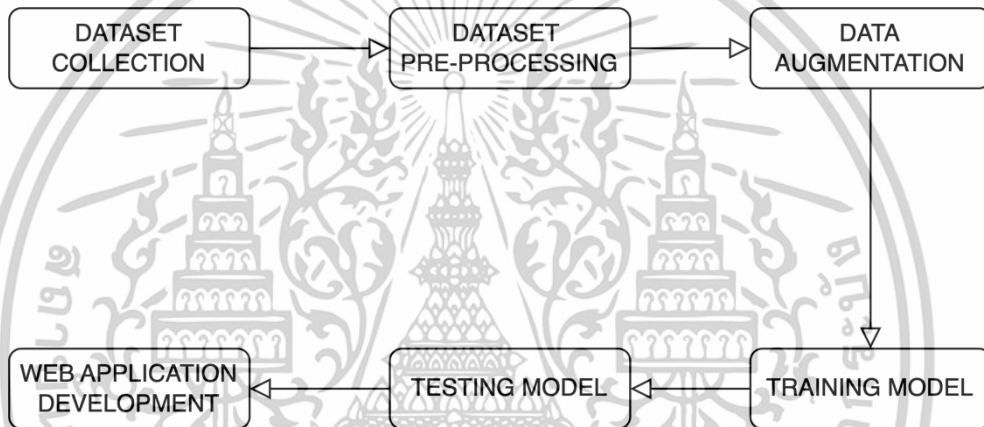 DATASET
COLLECTION
DATASET
PRE-PROCESSING
DATA
AUGMENTATION
WEB APPLICATION
DEVELOPMENT
TESTING MODEL
TRAINING MODEL